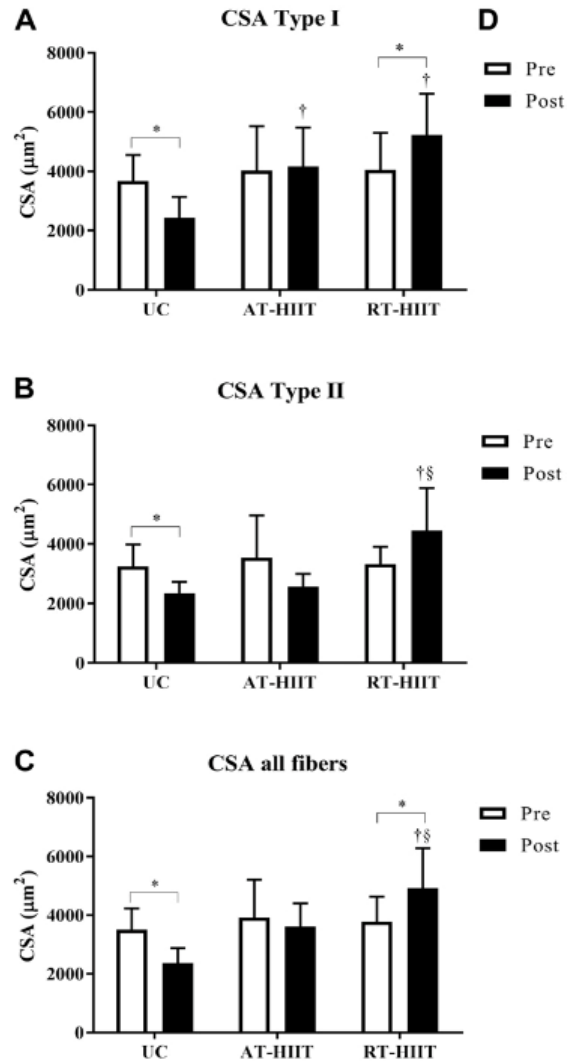 A
CSA Type I
D
CSA (μm²)
8000
6000
4000
2000
0
*
†
*
†
UC
AT-HIIT
RT-HIIT
Pre
Post
B
CSA Type II
CSA (μm²)
8000
6000
4000
2000
0
*
†§
UC
AT-HIIT
RT-HIIT
Pre
Post
C
CSA all fibers
CSA (μm²)
8000
6000
4000
2000
0
*
*
†§
UC
AT-HIIT
RT-HIIT
Pre
Post